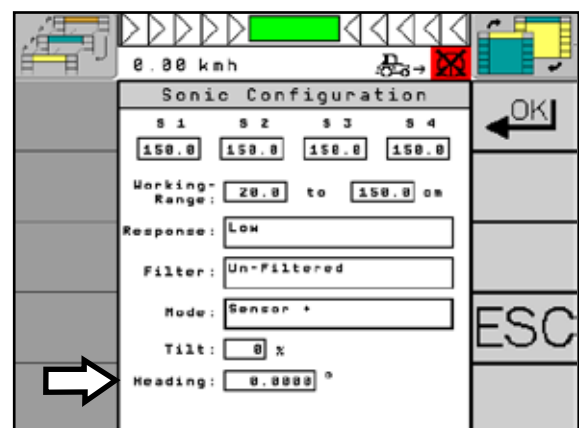 0.00 kmh
Sonic Configuration
OK
S 1 S 2 S 3 S 4
150.0 150.0 150.0 150.0
Working-
Range: 20.0 to 150.0 cm
Response: Low
Filter: Un-Filtered
Mode: Sensor +
ESC
Tilt: 0 %
Heading: 0.0000 °